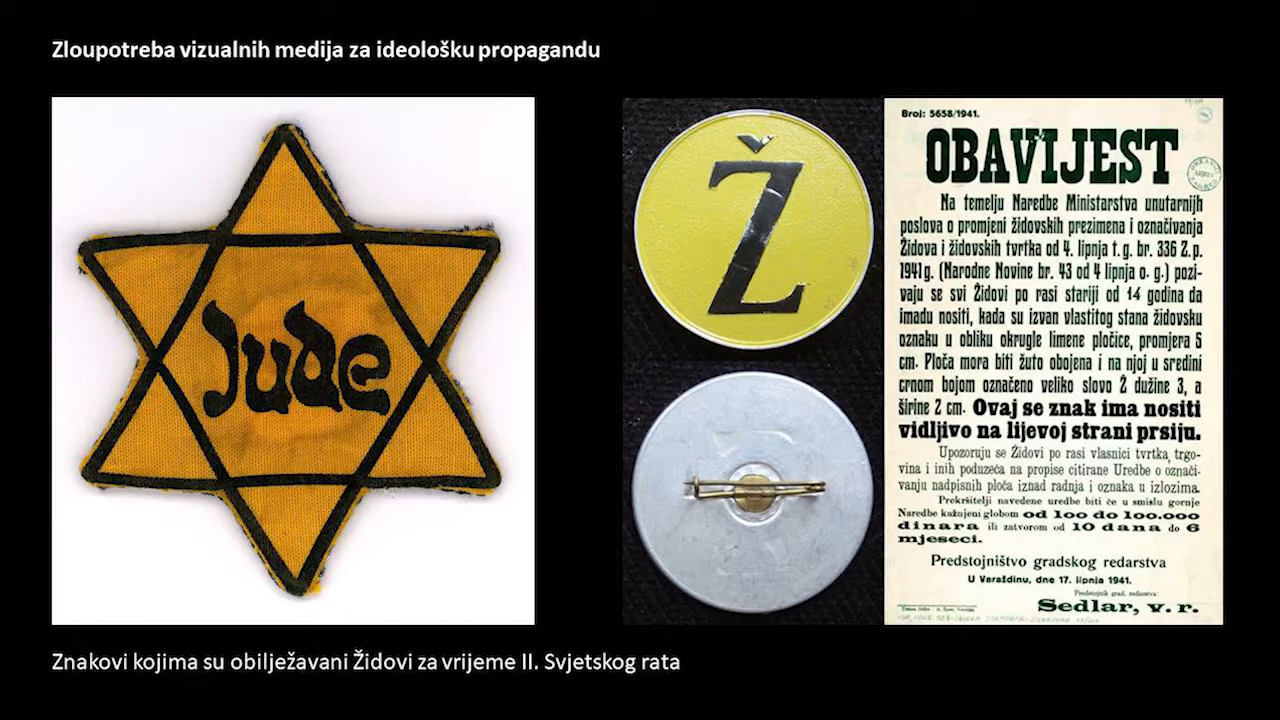 Zloupotreba vizualnih medija za ideološku propagandu
Jude
Ž
Broj: 5658/1941.
OBAVIJEST
Na temelju Naredbe Ministarstva unutarnjih
poslova o promjeni židovskih prezimena i označivanja
Židova i židovskih tvrtka od 4. lipnja t. g. br. 336 Z. p.
1941 g. (Narodne Novine br. 43 od 4 lipnja o. g.) pozi-
vaju se svi Židovi po rasi stariji od 14 godina da
imadu nositi, kada su izvan vlastitog stana židovsku
oznaku u obliku okrugle limene pločice, promjera 5
cm. Ploča mora biti žuto obojena i na njoj u sredini
crnom bojom označeno veliko slovo Ž dužine 3, a
širine 2 cm. Ovaj se znak ima nositi
vidljivo na lijevoj strani prsiju.
Upozoruju se Židovi po rasi vlasnici tvrtka, trgo-
vina i inih poduzeća na propise citirane Uredbe o označi-
vanju nadpisnih ploča iznad radnja i oznaka u izlozima.
Prekršitelji navedene uredbe biti će u smislu gornje
Naredbe kažnjeni globom od 100 do 100.000
dinara ili zatvorom od 10 dana do 6
mjeseci.
Predstojništvo gradskog redarstva
U Varaždinu, dne 17. lipnja 1941.
Predstojnik grad. redarstva:
Sedlar, v. r.
Znakovi kojima su obilježavani Židovi za vrijeme II. Svjetskog rata